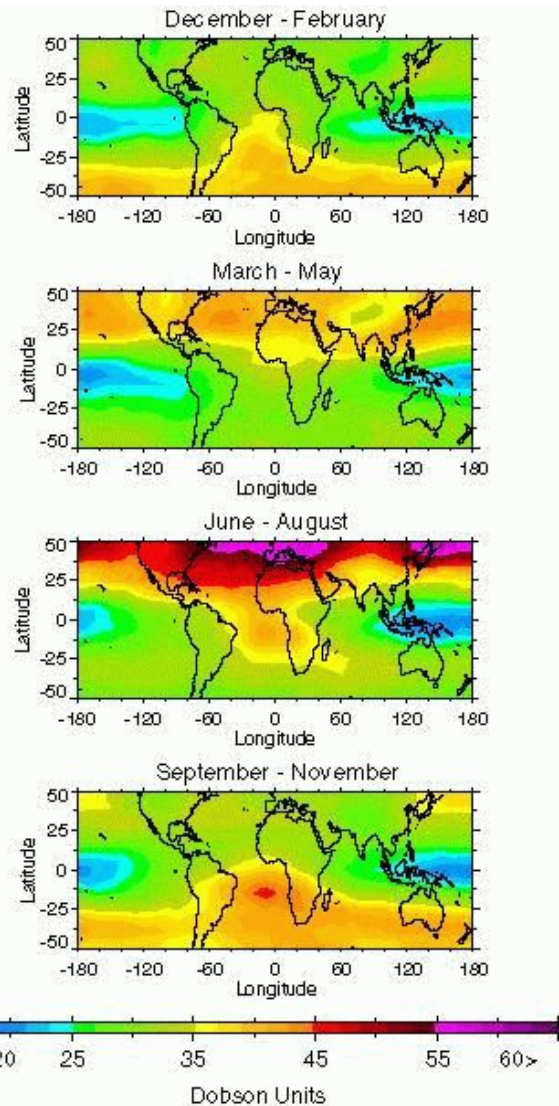 December - February
50
25
0
-25
-50
Latitude
-180 -120 -60 0 60 120 180
Longitude
March - May
50
25
0
-25
-50
Latitude
-180 -120 -60 0 60 120 180
Longitude
June - August
50
25
0
-25
-50
Latitude
-180 -120 -60 0 60 120 180
Longitude
September - November
50
25
0
-25
-50
Latitude
-180 -120 -60 0 60 120 180
Longitude
20 25 35 45 55 60>
Dobson Units